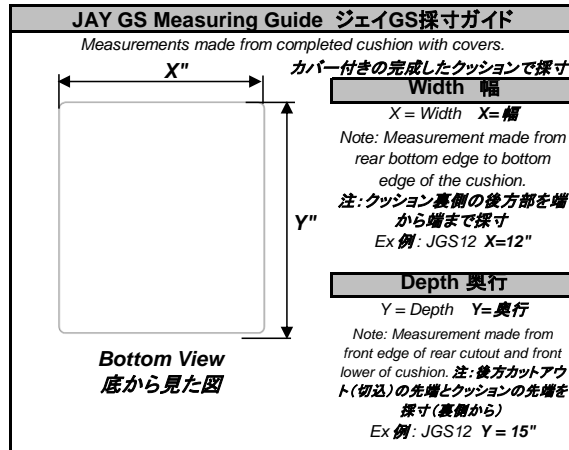 JAY GS Measuring Guide ジェイGS採寸ガイド
Measurements made from completed cushion with covers.
カバー付きの完成したクッションで採寸
X"
Y"
Bottom View
底から見た図
Width 幅
X = Width X=幅
Note: Measurement made from
rear bottom edge to bottom
edge of the cushion.
注：クッション裏側の後方部を端
から端まで採寸
Ex 例: JGS12 X=12"
Depth 奥行
Y = Depth Y=奥行
Note: Measurement made from
front edge of rear cutout and front
lower of cushion. 注：後方カットアウ
ト（切込）の先端とクッションの先端を
採寸（裏側から）
Ex 例: JGS12 Y = 15"